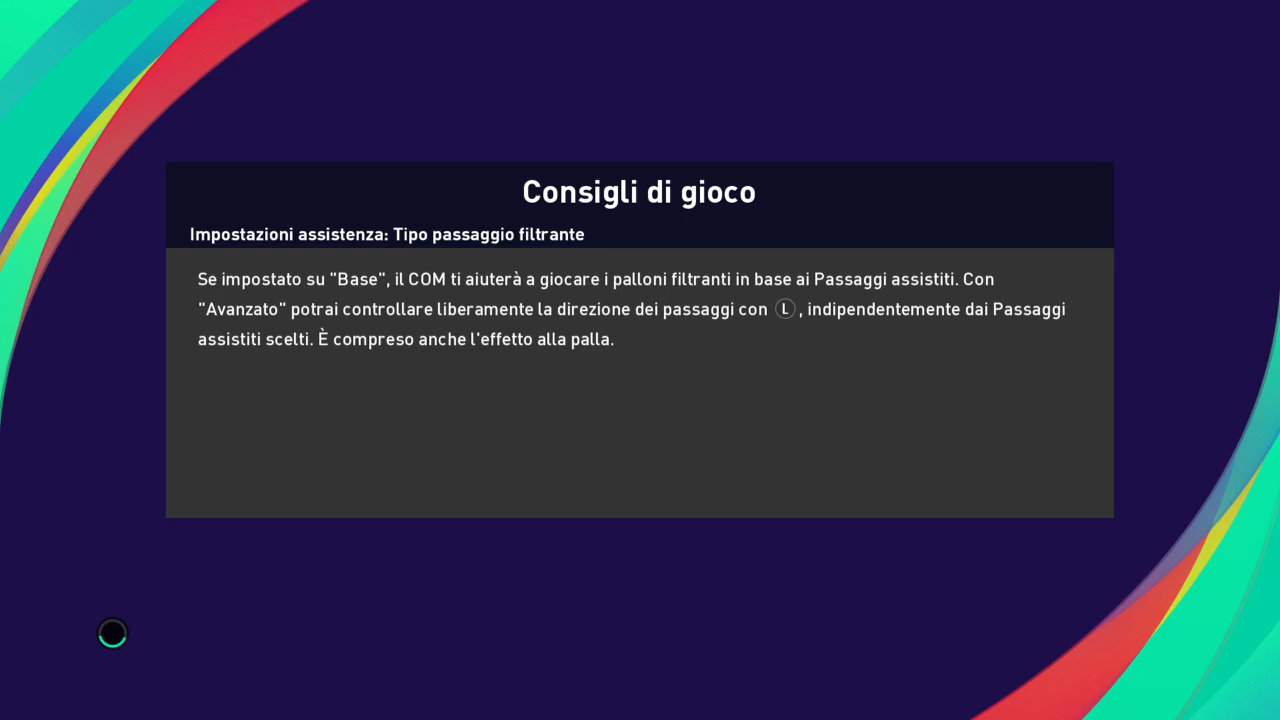 Consigli di gioco
Impostazioni assistenza: Tipo passaggio filtrante
Se impostato su "Base", il COM ti aiuterà a giocare i palloni filtranti in base ai Passaggi assistiti. Con
"Avanzato" potrai controllare liberamente la direzione dei passaggi con L, indipendentemente dai Passaggi
assistiti scelti. È compreso anche l'effetto alla palla.